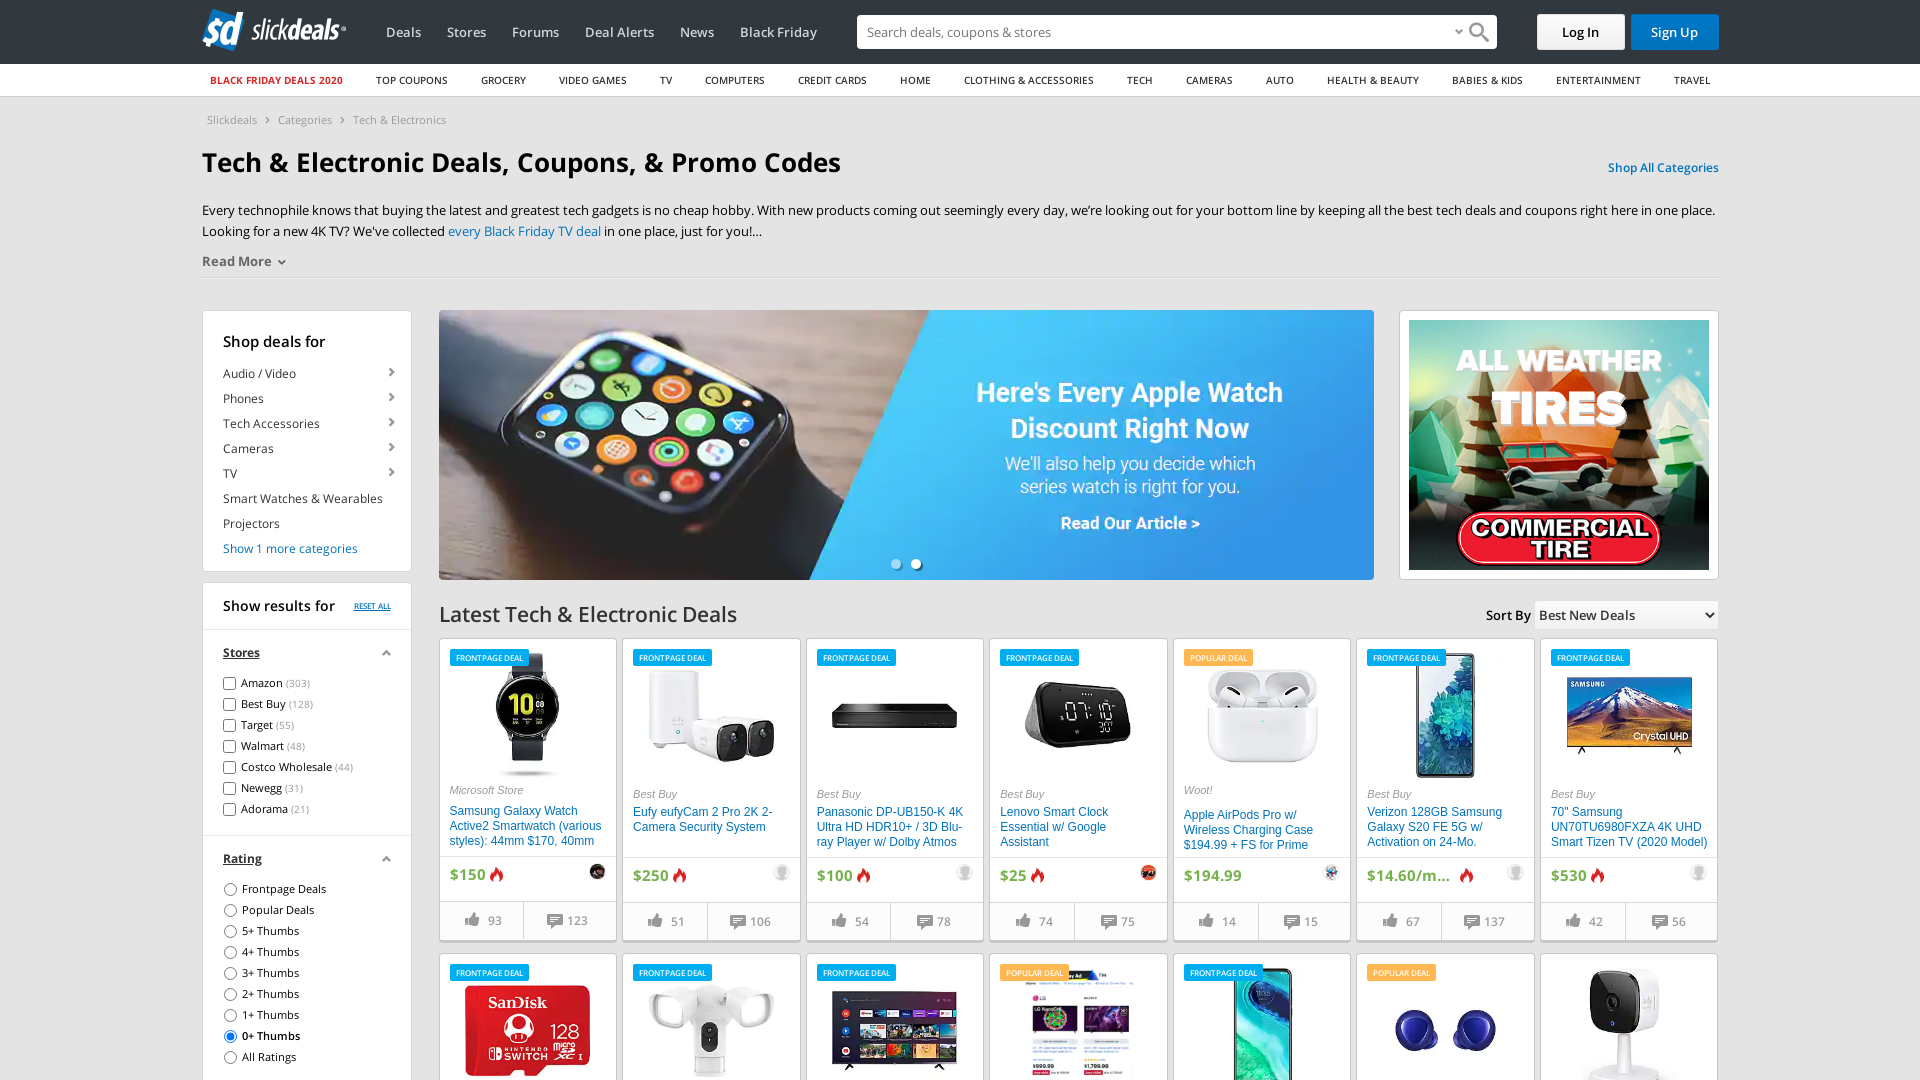 sd slickdeals
Deals
Stores
Forums
Deal Alerts
News
Black Friday
Search deals, coupons & stores
Log In
Sign Up
BLACK FRIDAY DEALS 2020
TOP COUPONS
GROCERY
VIDEO GAMES
TV
COMPUTERS
CREDIT CARDS
HOME
CLOTHING & ACCESSORIES
TECH
CAMERAS
AUTO
HEALTH & BEAUTY
BABIES & KIDS
ENTERTAINMENT
TRAVEL
Slickdeals
Categories
Tech & Electronics
Tech & Electronic Deals, Coupons, & Promo Codes
Shop All Categories
Every technophile knows that buying the latest and greatest tech gadgets is no cheap hobby. With new products coming out seemingly every day, we’re looking out for your bottom line by keeping all the best tech deals and coupons right here in one place.
Looking for a new 4K TV? We've collected every Black Friday TV deal in one place, just for you!…
Read More
Shop deals for
Audio / Video
Phones
Tech Accessories
Cameras
TV
Smart Watches & Wearables
Projectors
Show 1 more categories
Here's Every Apple Watch
Discount Right Now
We'll also help you decide which
series watch is right for you.
Read Our Article >
ALL WEATHER
TIRES
COMMERCIAL
TIRE
Show results for
RESET ALL
Stores
Amazon (303)
Best Buy (128)
Target (55)
Walmart (48)
Costco Wholesale (44)
Newegg (31)
Adorama (21)
Rating
Frontpage Deals
Popular Deals
5+ Thumbs
4+ Thumbs
3+ Thumbs
2+ Thumbs
1+ Thumbs
0+ Thumbs
All Ratings
Latest Tech & Electronic Deals
Sort By
Best New Deals
FRONTPAGE DEAL
10
Microsoft Store
Samsung Galaxy Watch
Active2 Smartwatch (various
styles): 44mm $170, 40mm
$150
93
123
FRONTPAGE DEAL
Best Buy
Eufy eufyCam 2 Pro 2K 2-
Camera Security System
$250
51
106
FRONTPAGE DEAL
Best Buy
Panasonic DP-UB150-K 4K
Ultra HD HDR10+ / 3D Blu-
ray Player w/ Dolby Atmos
$100
54
78
FRONTPAGE DEAL
07:10
Best Buy
Lenovo Smart Clock
Essential w/ Google
Assistant
$25
74
75
POPULAR DEAL
Woot!
Apple AirPods Pro w/
Wireless Charging Case
$194.99 + FS for Prime
$194.99
14
15
FRONTPAGE DEAL
Best Buy
Verizon 128GB Samsung
Galaxy S20 FE 5G w/
Activation on 24-Mo.
$14.60/m…
67
137
FRONTPAGE DEAL
SAMSUNG
Crystal UHD
Best Buy
70" Samsung
UN70TU6980FXZA 4K UHD
Smart Tizen TV (2020 Model)
$530
42
56
FRONTPAGE DEAL
SanDisk
128
NINTENDO
SWITCH
micro
XC I
FRONTPAGE DEAL
FRONTPAGE DEAL
POPULAR DEAL
LG
SONY
$999.99
$1,799.99
FRONTPAGE DEAL
POPULAR DEAL